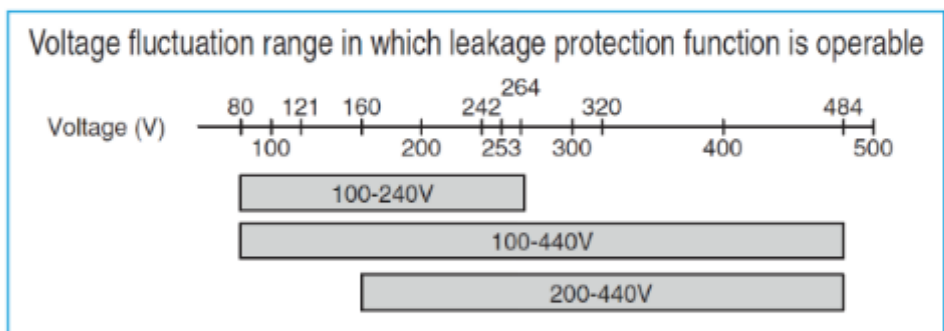 Voltage fluctuation range in which leakage protection function is operable
264
80 121 160 242 320 484
Voltage (V)
100 200 253 300 400 500
100-240V
100-440V
200-440V